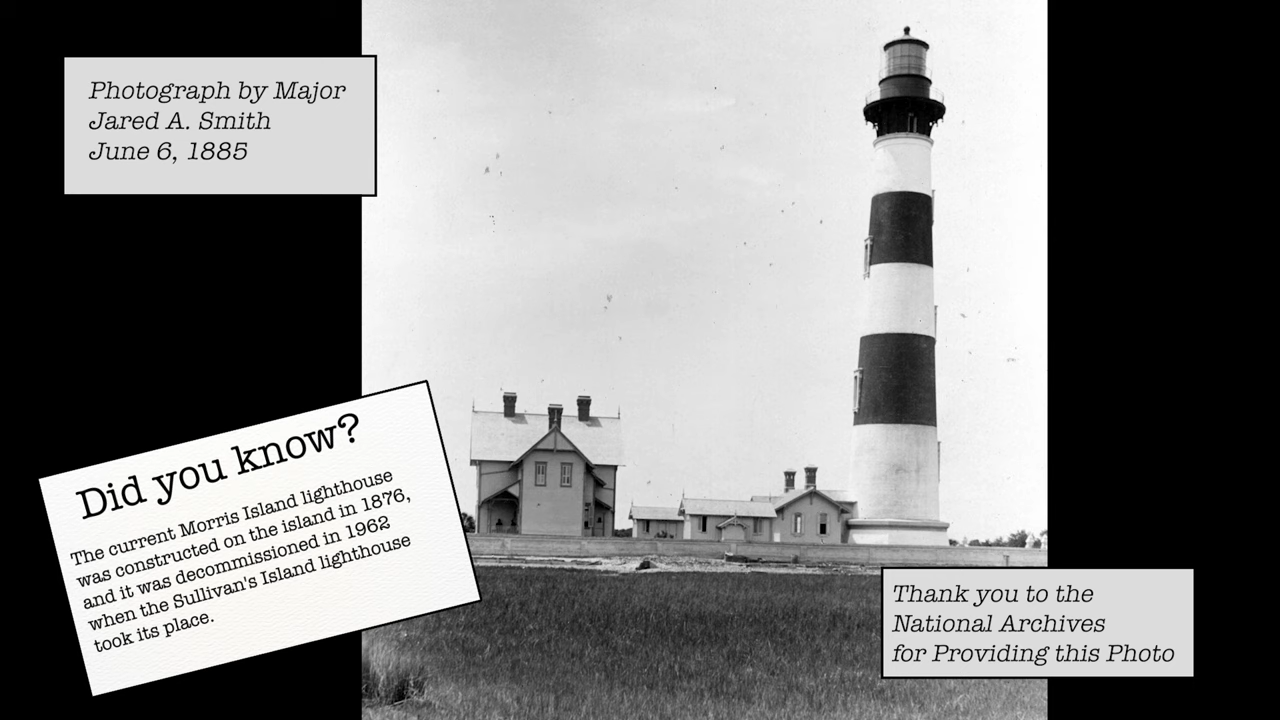 Photograph by Major
Jared A. Smith
June 6, 1885
Did you know?
The current Morris Island lighthouse
was constructed on the island in 1876,
and it was decommissioned in 1962
when the Sullivan's Island lighthouse
took its place.
Thank you to the
National Archives
for Providing this Photo